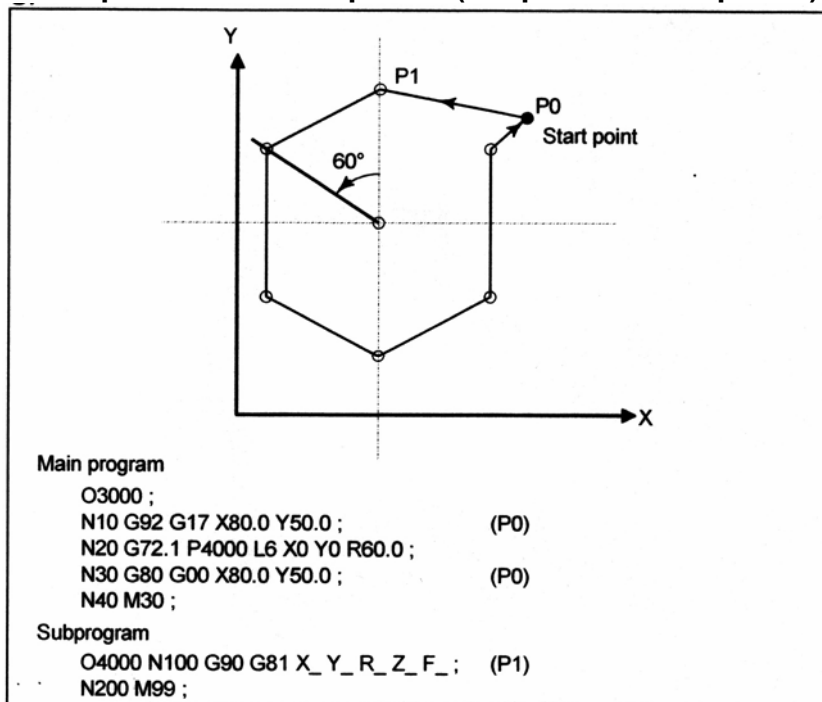 Y
P1
P0
Start point
60°
X
Main program
O3000 ;
N10 G92 G17 X80.0 Y50.0 ; (P0)
N20 G72.1 P4000 L6 X0 Y0 R60.0 ;
N30 G80 G00 X80.0 Y50.0 ; (P0)
N40 M30 ;
Subprogram
O4000 N100 G90 G81 X_ Y_ R_ Z_ F_ ; (P1)
N200 M99 ;